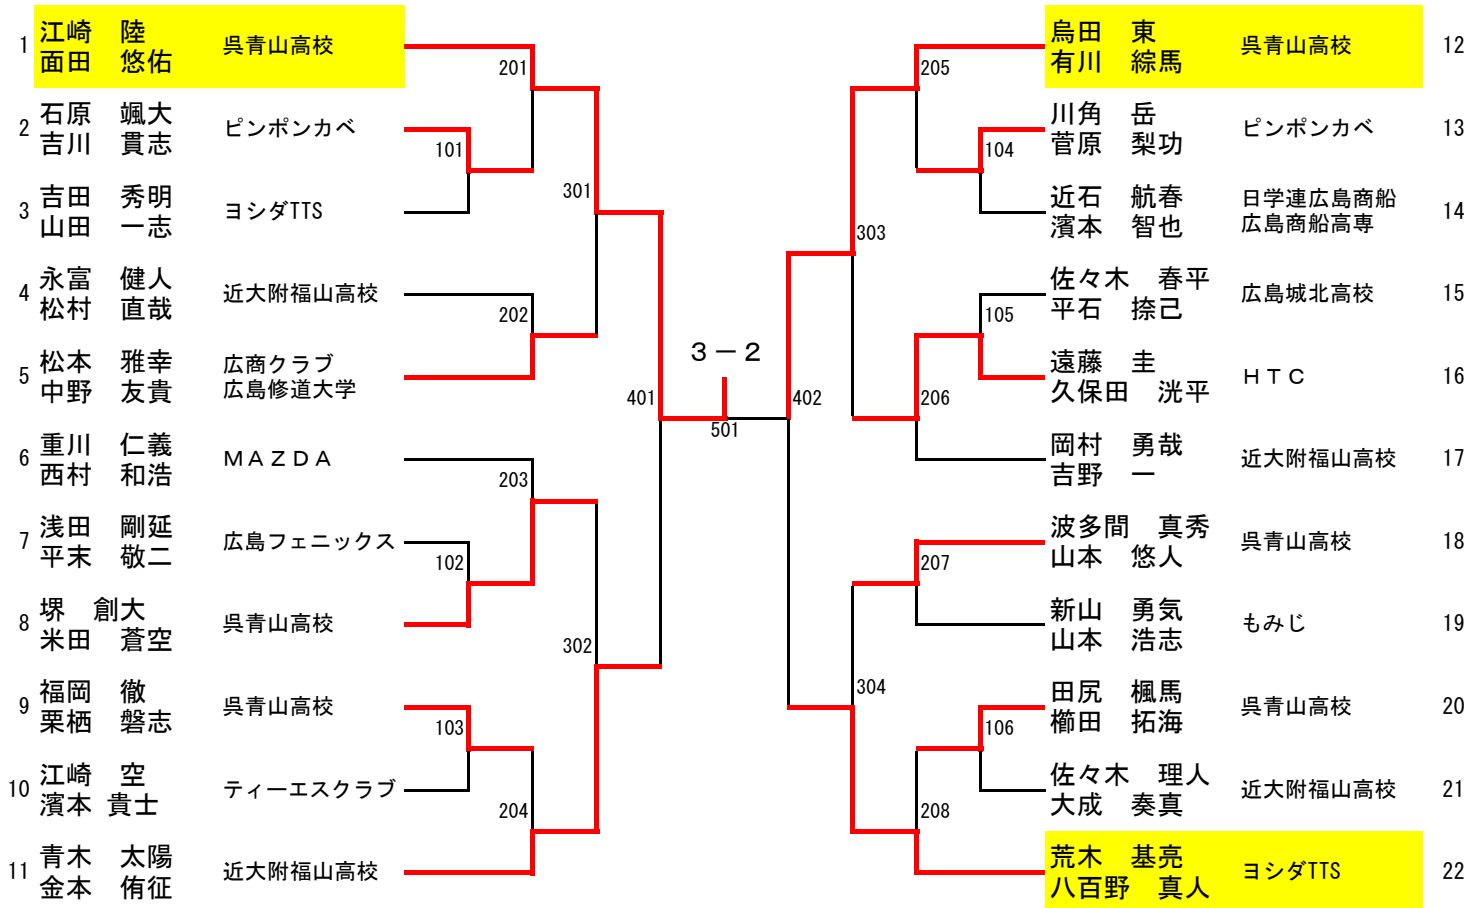 1 江崎　陸
面田　悠佑
呉青山高校
2 石原　颯大
吉川　貫志
ピンポンカベ
3 吉田　秀明
山田　一志
ヨシダTTS
4 永富　健人
松村　直哉
近大附福山高校
5 松本　雅幸
中野　友貴
広商クラブ
広島修道大学
6 重川　仁義
西村　和浩
ＭＡＺＤＡ
7 浅田　剛延
平末　敬二
広島フェニックス
8 堺　創大
米田　蒼空
呉青山高校
9 福岡　徹
栗栖　磐志
呉青山高校
10 江崎　空
濱本 貴士
ティーエスクラブ
11 青木　太陽
金本　侑征
近大附福山高校
101
102
103
201
202
203
204
301
302
401
３－２
501
402
303
304
205
206
207
208
104
105
106
烏田　東
有川　綜馬
呉青山高校 12
川角　岳
菅原　梨功
ピンポンカベ 13
近石　航春
濱本　智也
日学連広島商船
広島商船高専
14
佐々木　春平
平石　捺己
広島城北高校 15
遠藤　圭
久保田　洸平
ＨＴＣ 16
岡村　勇哉
吉野　一
近大附福山高校 17
波多間　真秀
山本　悠人
呉青山高校 18
新山　勇気
山本　浩志
もみじ 19
田尻　楓馬
櫛田　拓海
呉青山高校 20
佐々木　理人
大成　奏真
近大附福山高校 21
荒木　基亮
八百野　真人
ヨシダTTS 22